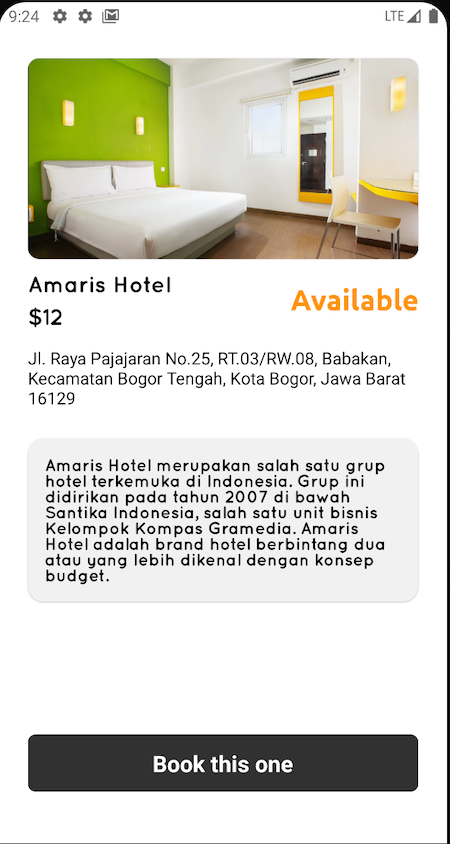 9:24
LTE
Amaris Hotel
$12
Available
Jl. Raya Pajajaran No.25, RT.03/RW.08, Babakan,
Kecamatan Bogor Tengah, Kota Bogor, Jawa Barat
16129
Amaris Hotel merupakan salah satu grup
hotel terkemuka di Indonesia. Grup ini
didirikan pada tahun 2007 di bawah
Santika Indonesia, salah satu unit bisnis
Kelompok Kompas Gramedia. Amaris
Hotel adalah brand hotel berbintang dua
atau yang lebih dikenal dengan konsep
budget.
Book this one